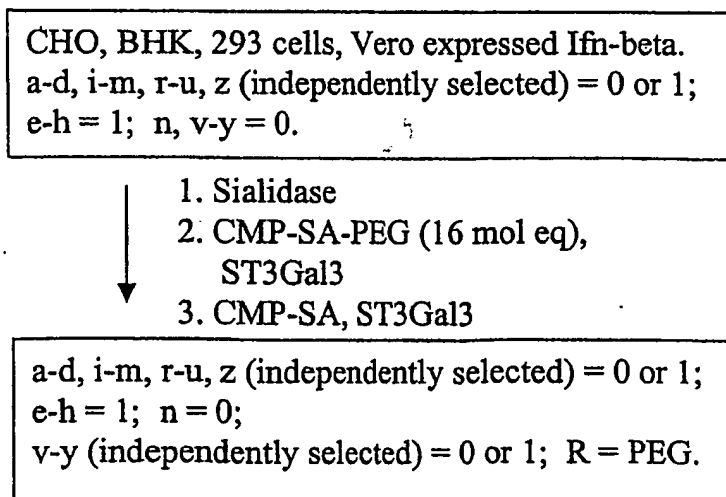 CHO, BHK, 293 cells, Vero expressed Ifn-beta.
a-d, i-m, r-u, z (independently selected) = 0 or 1;
e-h = 1; n, v-y = 0.
1. Sialidase
2. CMP-SA-PEG (16 mol eq),
ST3Gal3
3. CMP-SA, ST3Gal3
a-d, i-m, r-u, z (independently selected) = 0 or 1;
e-h = 1; n = 0;
v-y (independently selected) = 0 or 1; R = PEG.